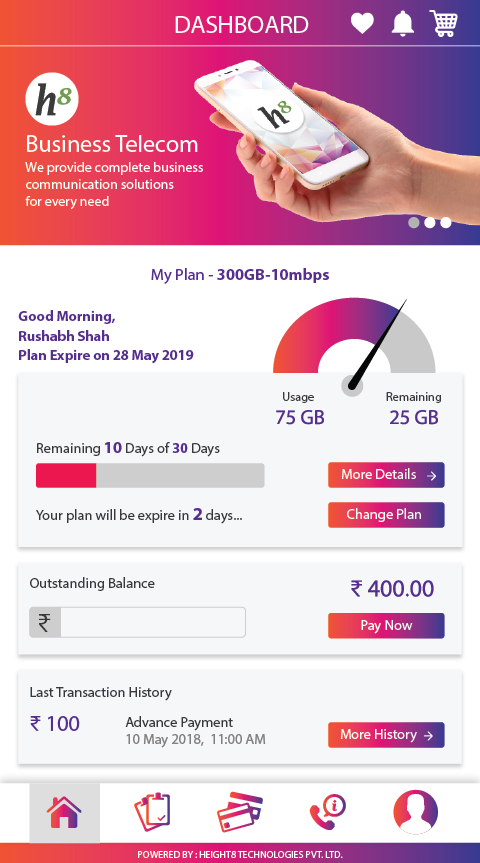 DASHBOARD
h8
h8
Business Telecom
We provide complete business
communication solutions
for every need
My Plan - 300GB-10mbps
Good Morning,
Rushabh Shah
Plan Expire on 28 May 2019
Usage
Remaining
75 GB
25 GB
Remaining 10 Days of 30 Days
More Details →
Your plan will be expire in 2 days...
Change Plan
Outstanding Balance
₹ 400.00
₹
Pay Now
Last Transaction History
₹ 100
Advance Payment
10 May 2018, 11:00 AM
More History →
POWERED BY : HEIGHT8 TECHNOLOGIES PVT. LTD.